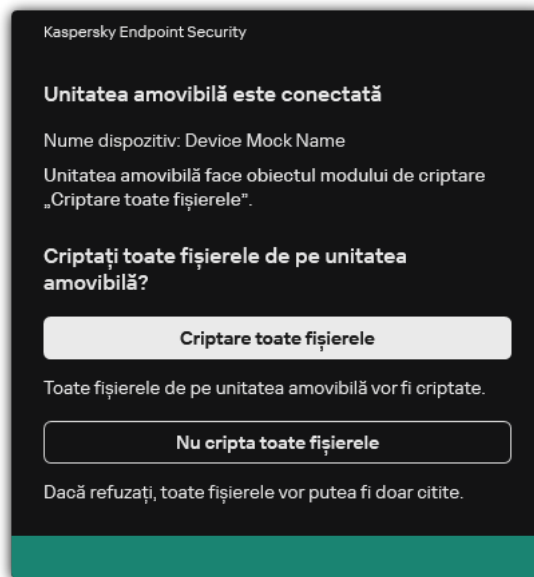 Kaspersky Endpoint Security
Unitatea amovibilă este conectată
Nume dispozitiv: Device Mock Name
Unitatea amovibilă face obiectul modului de criptare
„Criptare toate fișierele”.
Criptați toate fișierele de pe unitatea
amovibilă?
Criptare toate fișierele
Toate fișierele de pe unitatea amovibilă vor fi criptate.
Nu cripta toate fișierele
Dacă refuzați, toate fișierele vor putea fi doar citite.